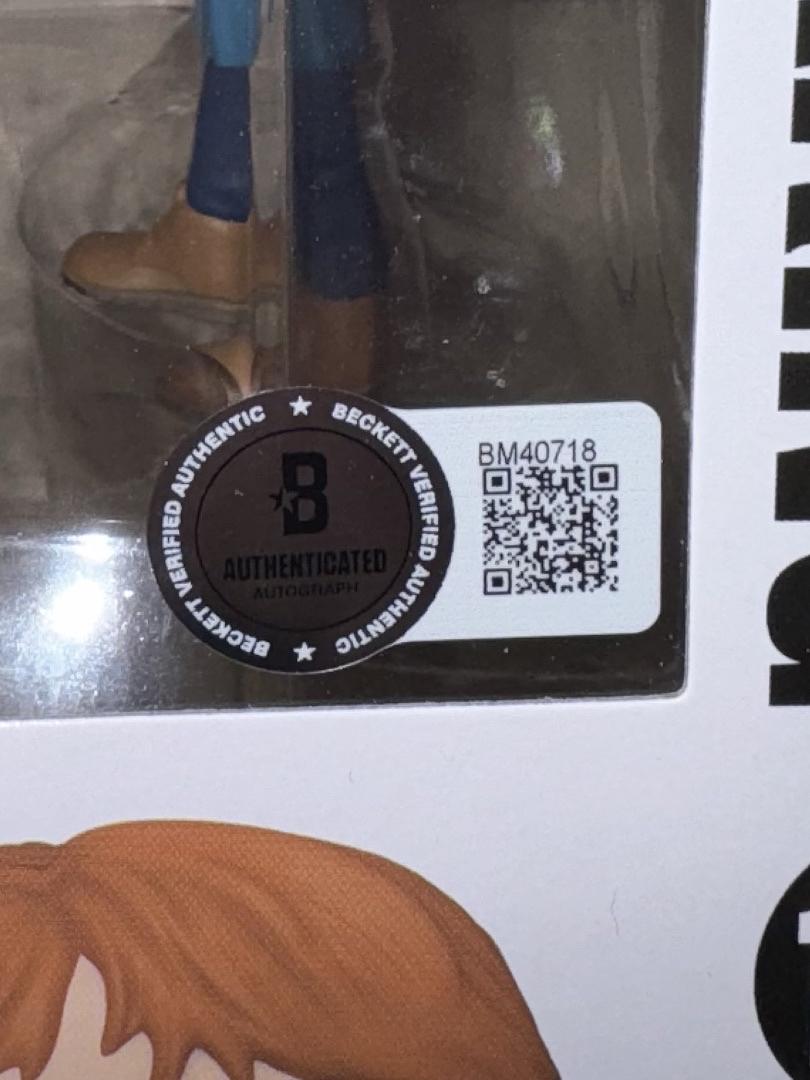 BECKETT VERIFIED AUTHENTIC ★ BECKETT VERIFIED AUTHENTIC ★
B
AUTHENTICATED
AUTOGRAPH
BM40718